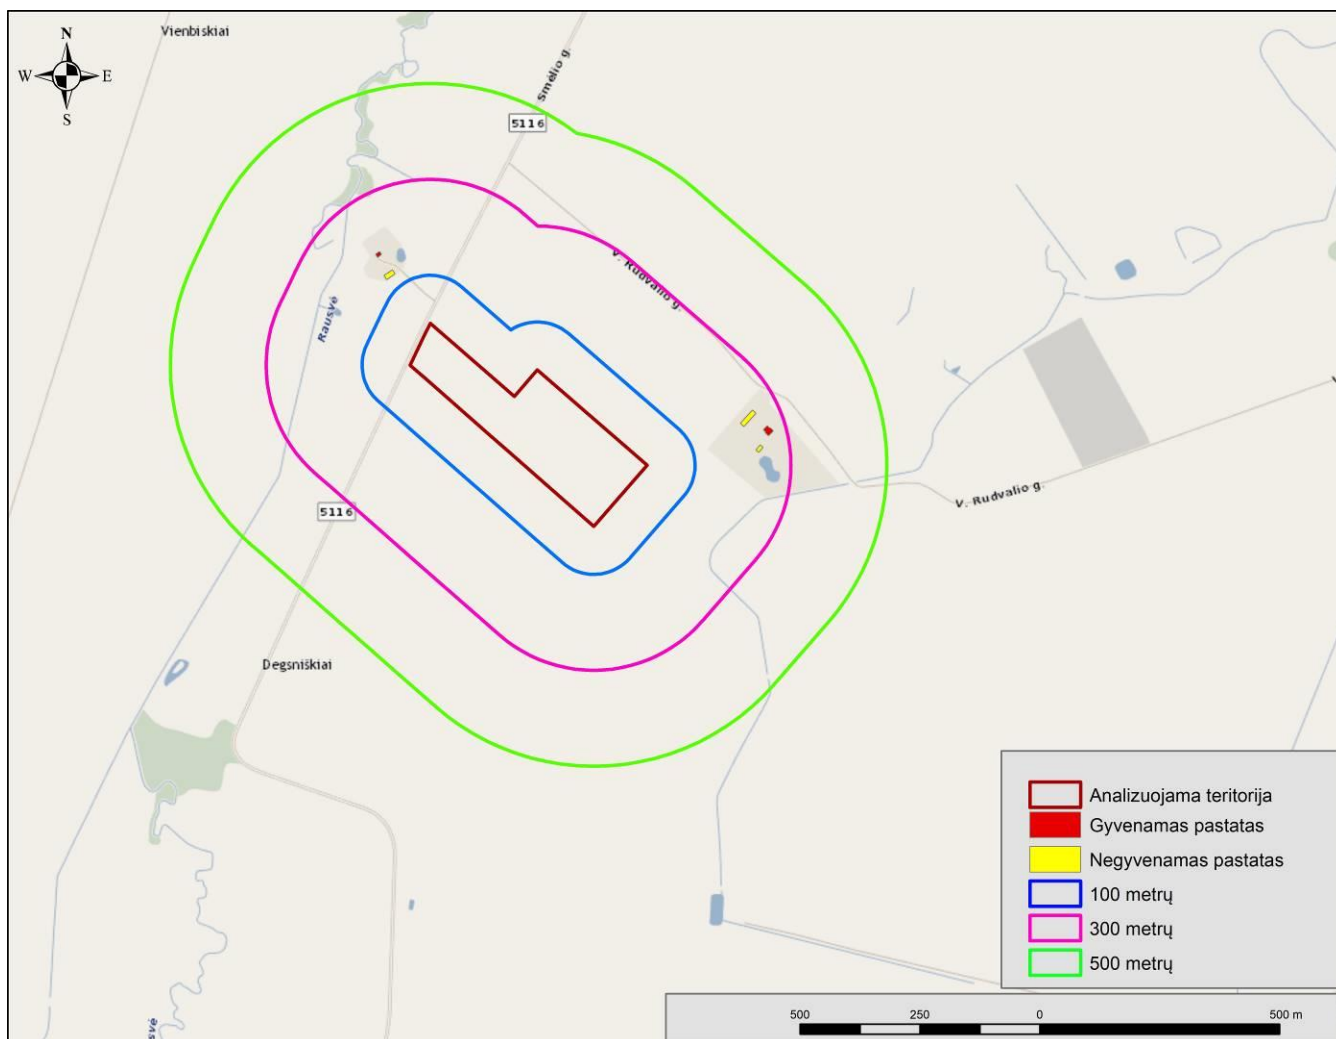 Vienbiskiai
N
W E
S
Smėlio g.
5116
V. Rudvalio g.
Rausvė
5116
V. Rudvalio g.
Degsniškiai
Analizuojama teritorija
Gyvenamas pastatas
Negyvenamas pastatas
100 metrų
300 metrų
500 metrų
500 250 0 500 m